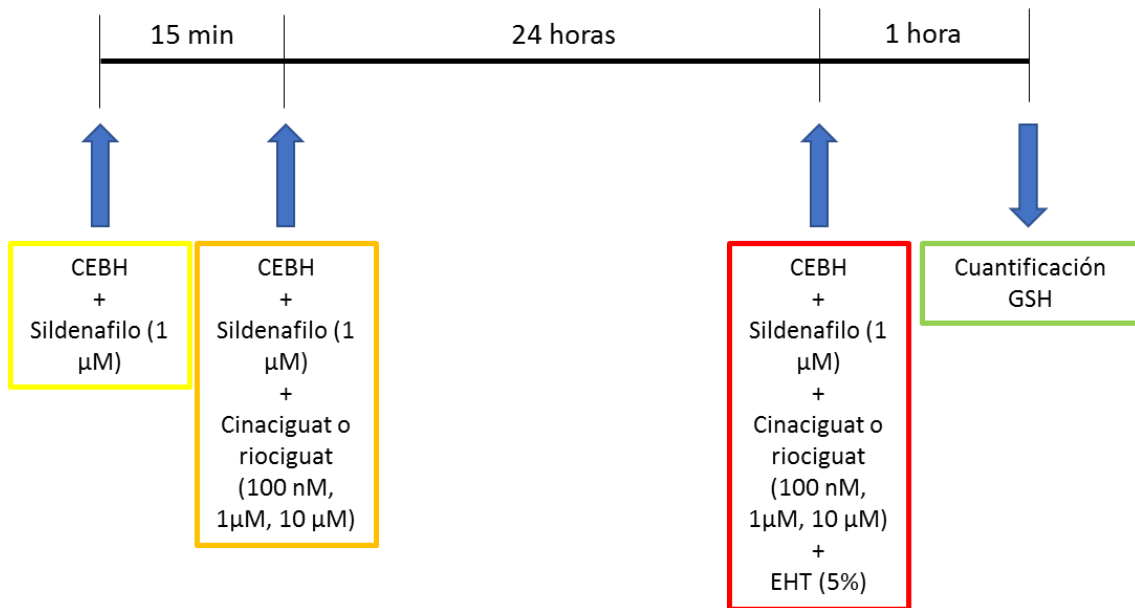 15 min
24 horas
1 hora
CEBH
+
Sildenafilo (1
µM)
CEBH
+
Sildenafilo (1
µM)
+
Cinaciguat o
riociguat
(100 nM,
1µM, 10 µM)
CEBH
+
Sildenafilo (1
µM)
+
Cinaciguat o
riociguat
(100 nM,
1µM, 10 µM)
+
EHT (5%)
Cuantificación
GSH